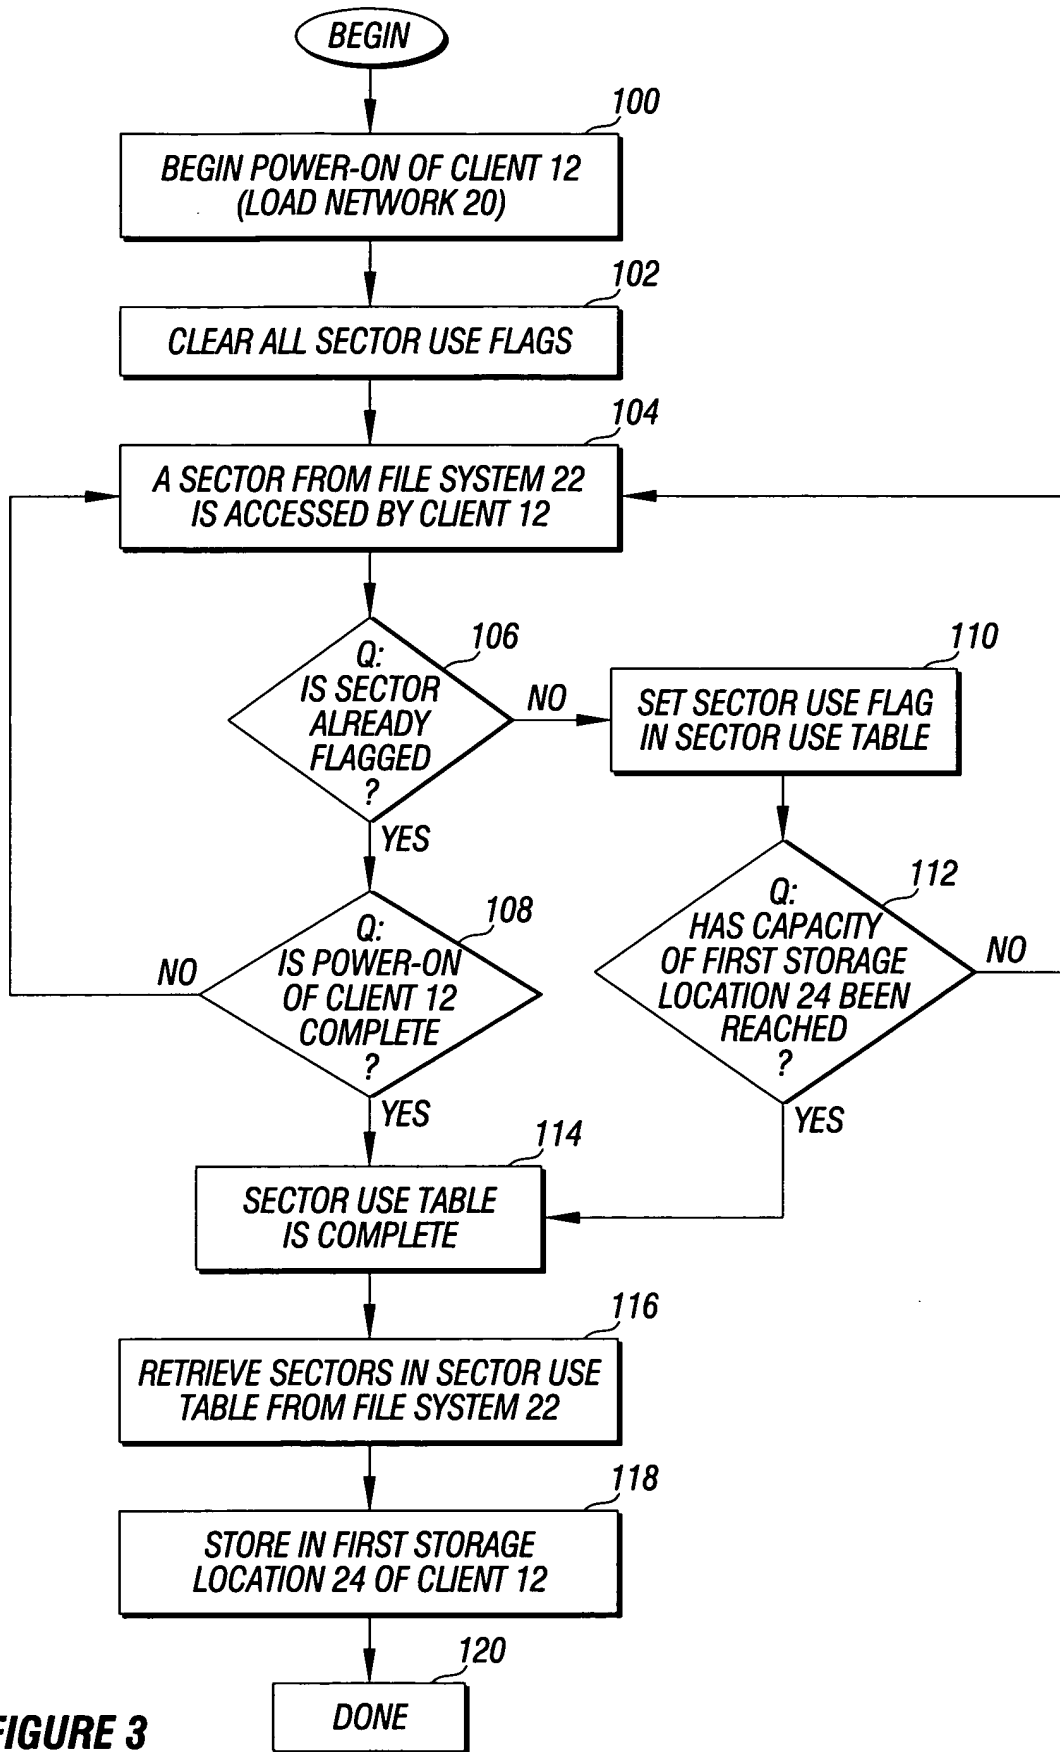 BEGIN
100
BEGIN POWER-ON OF CLIENT 12
(LOAD NETWORK 20)
102
CLEAR ALL SECTOR USE FLAGS
104
A SECTOR FROM FILE SYSTEM 22
IS ACCESSED BY CLIENT 12
106
Q:
IS SECTOR
ALREADY
FLAGGED
?
NO
YES
110
SET SECTOR USE FLAG
IN SECTOR USE TABLE
108
Q:
IS POWER-ON
OF CLIENT 12
COMPLETE
?
NO
YES
112
Q:
HAS CAPACITY
OF FIRST STORAGE
LOCATION 24 BEEN
REACHED
?
NO
YES
114
SECTOR USE TABLE
IS COMPLETE
116
RETRIEVE SECTORS IN SECTOR USE
TABLE FROM FILE SYSTEM 22
118
STORE IN FIRST STORAGE
LOCATION 24 OF CLIENT 12
120
DONE
FIGURE 3